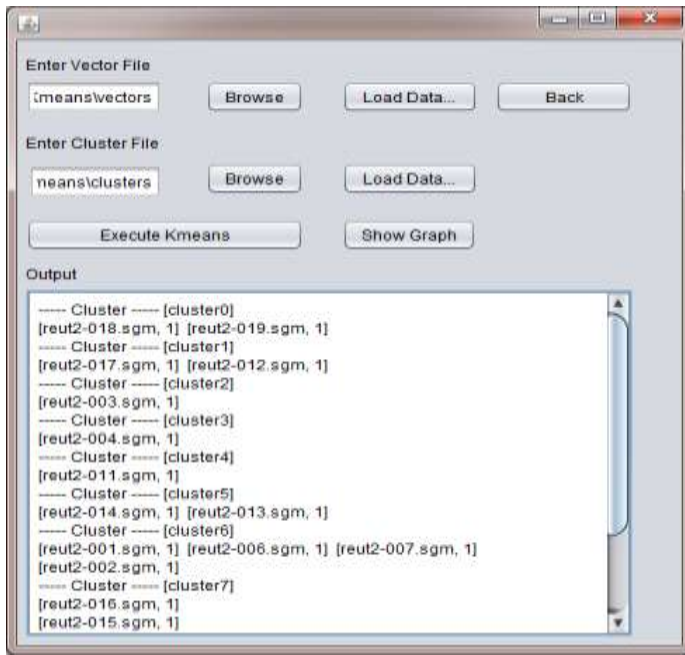 Enter Vector File
Kmeans\vectors Browse Load Data... Back
Enter Cluster File
neans\clusters Browse Load Data...
Execute Kmeans Show Graph
Output
----- Cluster ----- [cluster0]
[reut2-018.sgm, 1] [reut2-019.sgm, 1]
----- Cluster ----- [cluster1]
[reut2-017.sgm, 1] [reut2-012.sgm, 1]
----- Cluster ----- [cluster2]
[reut2-003.sgm, 1]
----- Cluster ----- [cluster3]
[reut2-004.sgm, 1]
----- Cluster ----- [cluster4]
[reut2-011.sgm, 1]
----- Cluster ----- [cluster5]
[reut2-014.sgm, 1] [reut2-013.sgm, 1]
----- Cluster ----- [cluster6]
[reut2-001.sgm, 1] [reut2-006.sgm, 1] [reut2-007.sgm, 1]
[reut2-002.sgm, 1]
----- Cluster ----- [cluster7]
[reut2-016.sgm, 1]
[reut2-015.sgm, 1]